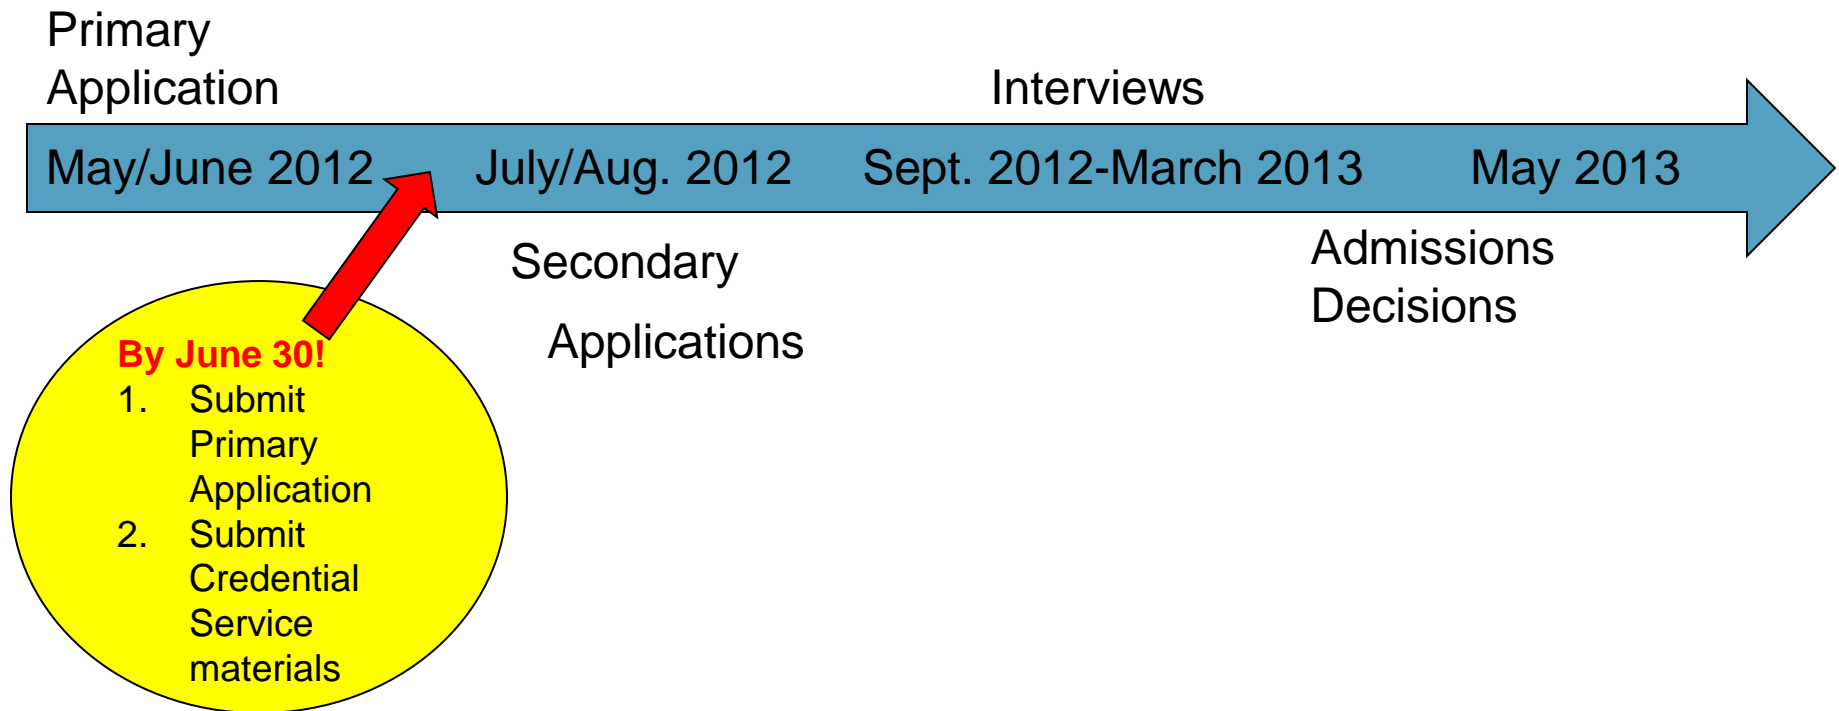 Primary
Application
Interviews
May/June 2012
July/Aug. 2012
Sept. 2012-March 2013
May 2013
Secondary
Applications
Admissions
Decisions
By June 30!
1. Submit
Primary
Application
2. Submit
Credential
Service
materials